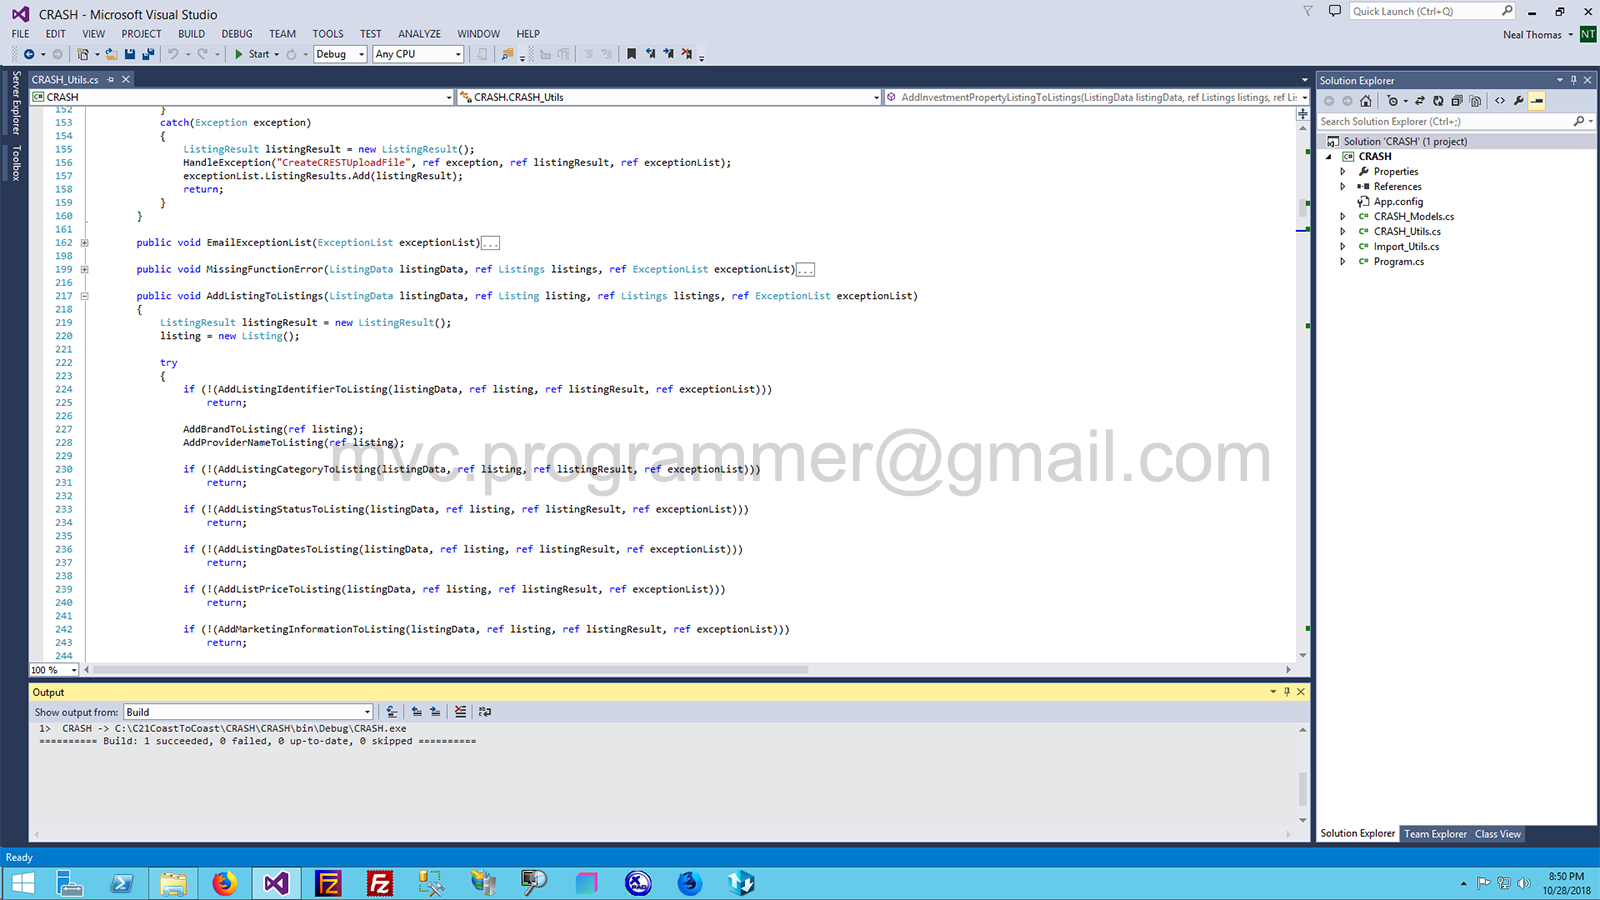 CRASH - Microsoft Visual Studio
Quick Launch (Ctrl+Q)
FILE EDIT VIEW PROJECT BUILD DEBUG TEAM TOOLS TEST ANALYZE WINDOW HELP
Neal Thomas NT
Start Debug Any CPU
Server Explorer
Toolbox
CRASH_Utils.cs
CRASH
CRASH.CRASH_Utils
AddInvestmentPropertyListingToListings(ListingData listingData, ref Listings listings, ref Lis
152 }
153 catch(Exception exception)
154 {
155 ListingResult listingResult = new ListingResult();
156 HandleException("CreateCRESTUploadFile", ref exception, ref listingResult, ref exceptionList);
157 exceptionList.ListingResults.Add(listingResult);
158 return;
159 }
160 }
161
162 public void EmailExceptionList(ExceptionList exceptionList)...
198
199 public void MissingFunctionError(ListingData listingData, ref Listings listings, ref ExceptionList exceptionList)...
216
217 public void AddListingToListings(ListingData listingData, ref Listing listing, ref Listings listings, ref ExceptionList exceptionList)
218 {
219 ListingResult listingResult = new ListingResult();
220 listing = new Listing();
221
222 try
223 {
224 if (!(AddListingIdentifierToListing(listingData, ref listing, ref listingResult, ref exceptionList)))
225 return;
226
227 AddBrandToListing(ref listing);
228 AddProviderNameToListing(ref listing);
229
mvc.programmer@gmail.com
230 if (!(AddListingCategoryToListing(listingData, ref listing, ref listingResult, ref exceptionList)))
231 return;
232
233 if (!(AddListingStatusToListing(listingData, ref listing, ref listingResult, ref exceptionList)))
234 return;
235
236 if (!(AddListingDatesToListing(listingData, ref listing, ref listingResult, ref exceptionList)))
237 return;
238
239 if (!(AddListPriceToListing(listingData, ref listing, ref listingResult, ref exceptionList)))
240 return;
241
242 if (!(AddMarketingInformationToListing(listingData, ref listing, ref listingResult, ref exceptionList)))
243 return;
244
100 %
Output
Show output from: Build
1> CRASH -> C:\C21CoastToCoast\CRASH\CRASH\bin\Debug\CRASH.exe
========== Build: 1 succeeded, 0 failed, 0 up-to-date, 0 skipped ==========
Solution Explorer
Search Solution Explorer (Ctrl+;)
Solution 'CRASH' (1 project)
CRASH
Properties
References
App.config
CRASH_Models.cs
CRASH_Utils.cs
Import_Utils.cs
Program.cs
Solution Explorer Team Explorer Class View
Ready
8:50 PM
10/28/2018